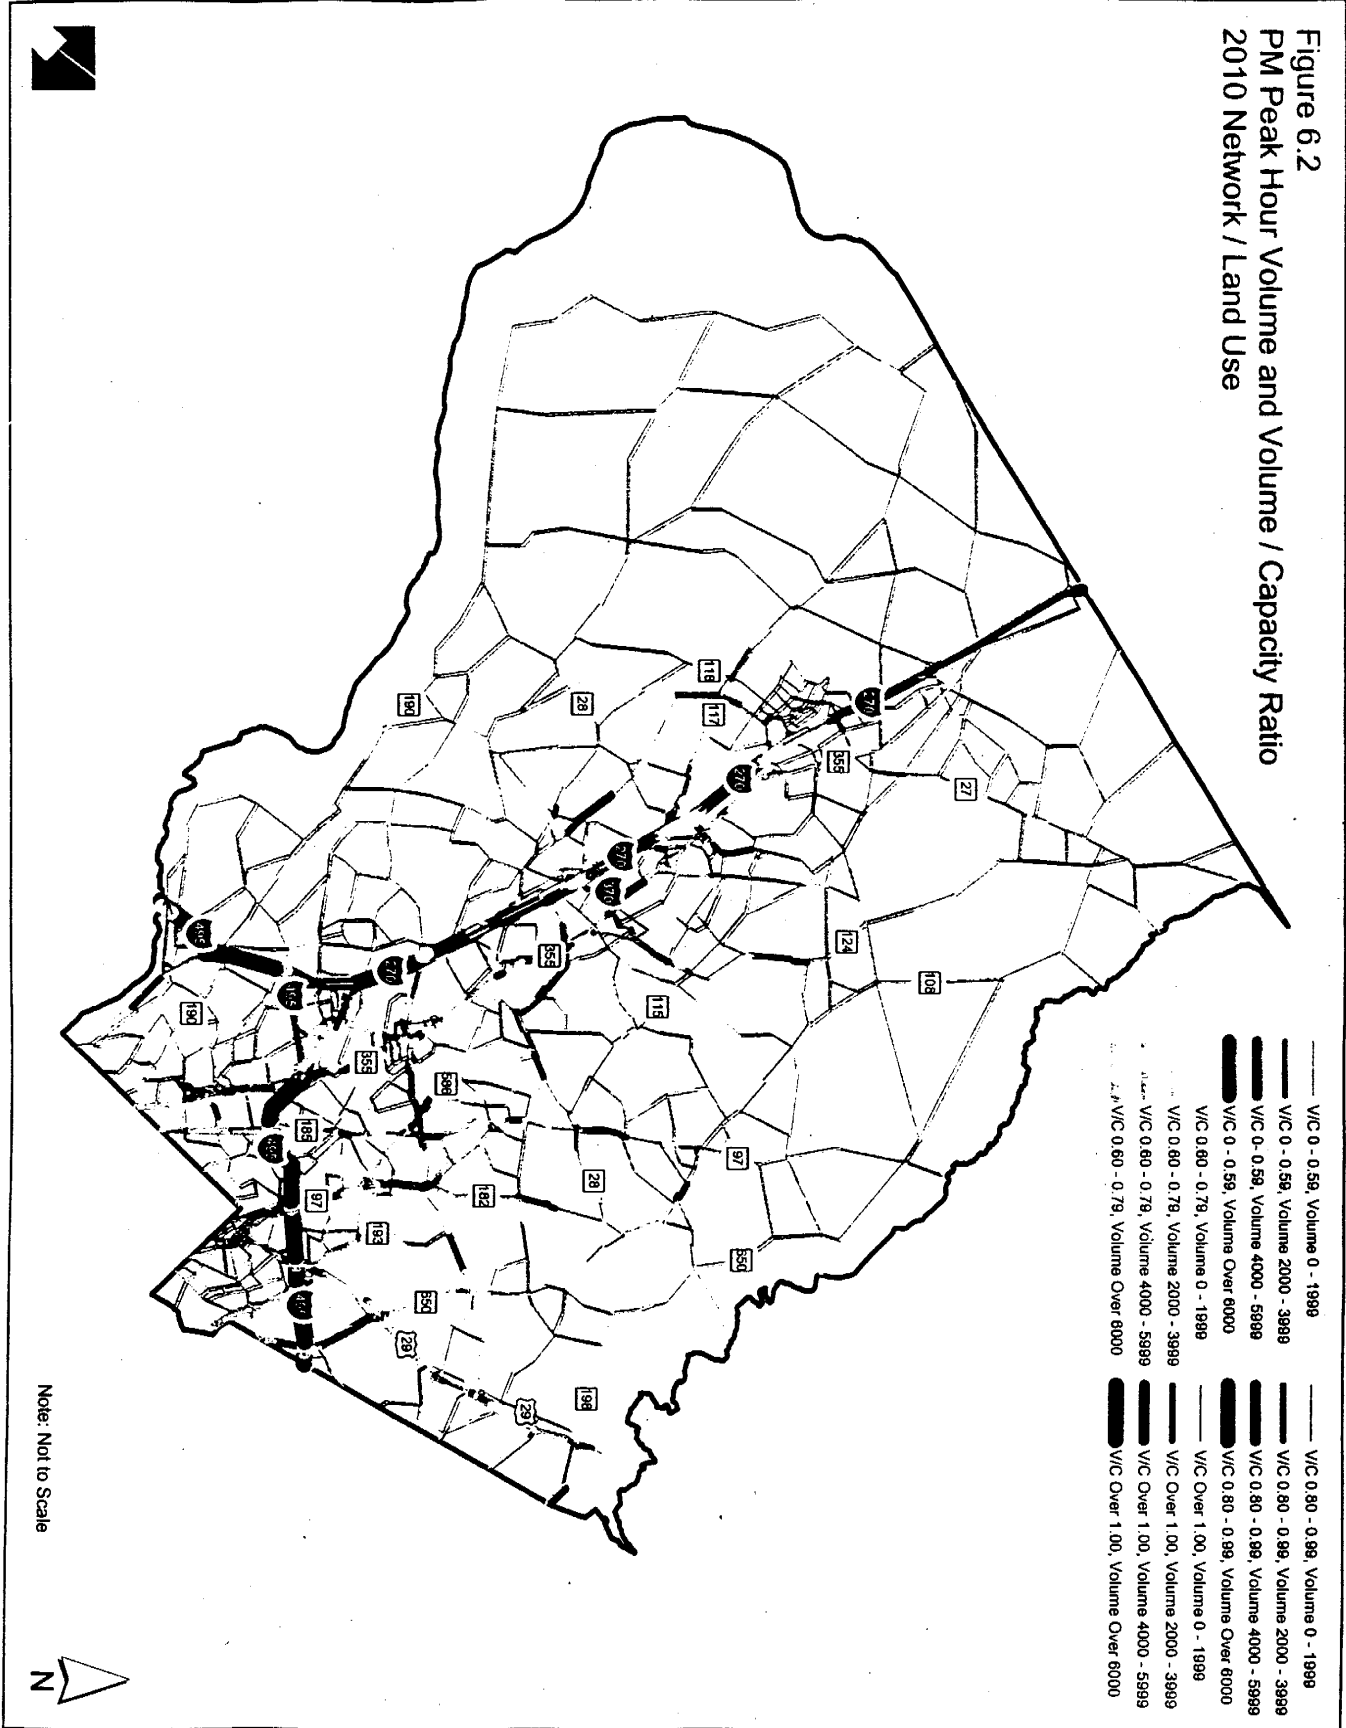 Figure 6.2
PM Peak Hour Volume and Volume / Capacity Ratio
2010 Network / Land Use
V/C 0 - 0.59, Volume 0 - 1999
V/C 0 - 0.59, Volume 2000 - 3999
V/C 0 - 0.59, Volume 4000 - 5999
V/C 0 - 0.59, Volume Over 6000
V/C 0.60 - 0.79, Volume 0 - 1999
V/C 0.60 - 0.79, Volume 2000 - 3999
V/C 0.60 - 0.79, Volume 4000 - 5999
V/C 0.60 - 0.79, Volume Over 6000
V/C 0.80 - 0.99, Volume 0 - 1999
V/C 0.80 - 0.99, Volume 2000 - 3999
V/C 0.80 - 0.99, Volume 4000 - 5999
V/C 0.80 - 0.99, Volume Over 6000
V/C Over 1.00, Volume 0 - 1999
V/C Over 1.00, Volume 2000 - 3999
V/C Over 1.00, Volume 4000 - 5999
V/C Over 1.00, Volume Over 6000
27
270
355
108
124
270
118
117
97
650
270
370
115
28
28
198
355
29
182
586
650
29
190
270
355
193
185
97
495
495
495
495
190
Note: Not to Scale
N